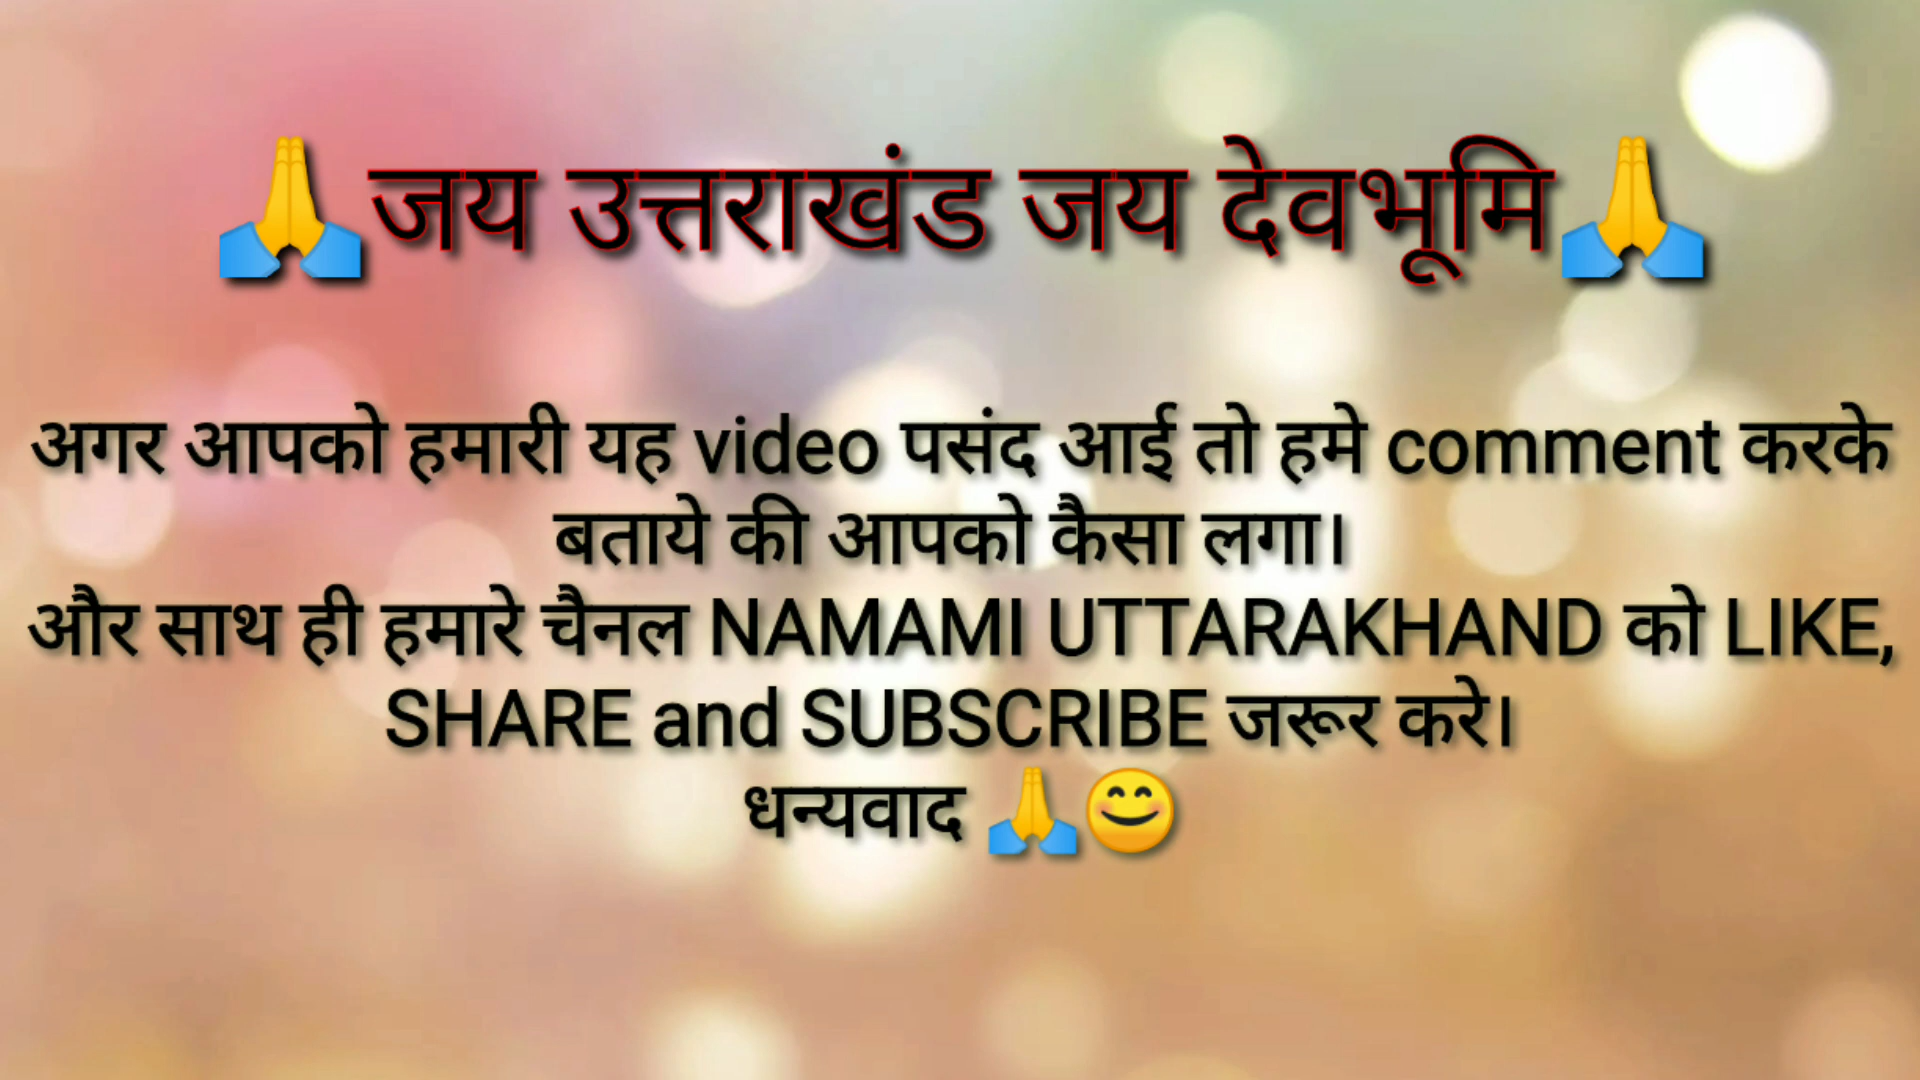 🙏जय उत्तराखंड जय देवभूमि🙏
अगर आपको हमारी यह video पसंद आई तो हमे comment करके
बताये की आपको कैसा लगा।
और साथ ही हमारे चैनल NAMAMI UTTARAKHAND को LIKE,
SHARE and SUBSCRIBE जरूर करे।
धन्यवाद 🙏😊